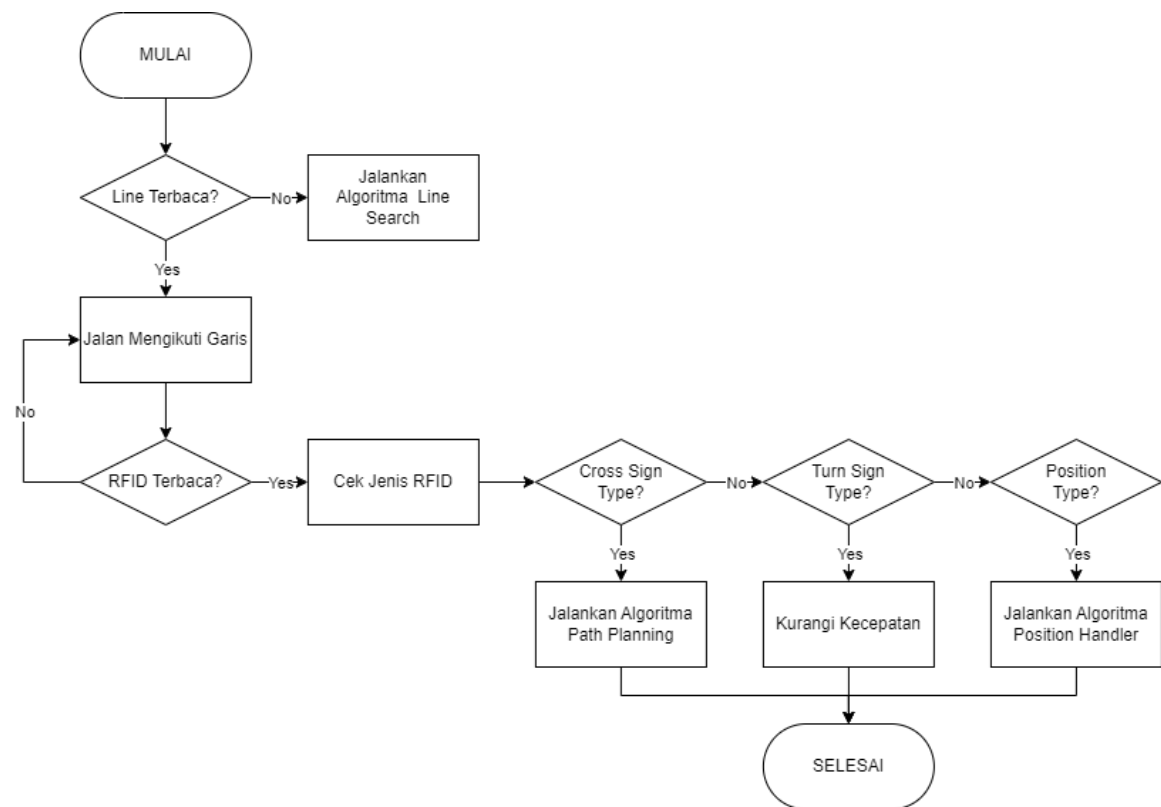 MULAI
Line Terbaca?
No
Jalankan
Algoritma Line
Search
Yes
Jalan Mengikuti Garis
No
RFID Terbaca?
Yes
Cek Jenis RFID
Cross Sign
Type?
No
Turn Sign
Type?
No
Position
Type?
Yes
Yes
Yes
Jalankan Algoritma
Path Planning
Kurangi Kecepatan
Jalankan Algoritma
Position Handler
SELESAI